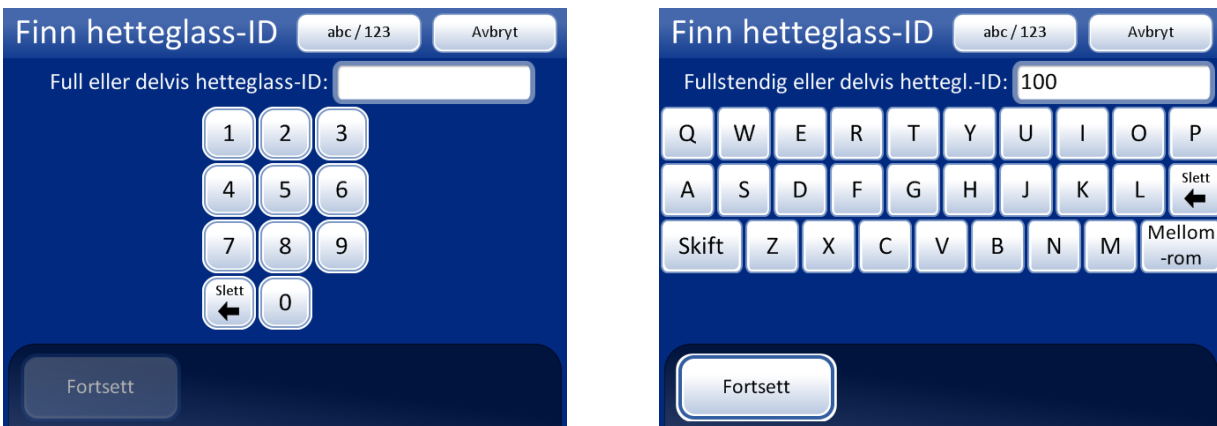 Finn hetteglass-ID abc / 123 Avbryt
Full eller delvis hetteglass-ID:
1 2 3
4 5 6
7 8 9
Slett 0
Fortsett
Finn hetteglass-ID abc / 123 Avbryt
Fullstendig eller delvis hettegl.-ID: 100
Q W E R T Y U I O P
A S D F G H J K L Slett
Skift Z X C V B N M Mellom
-rom
Fortsett